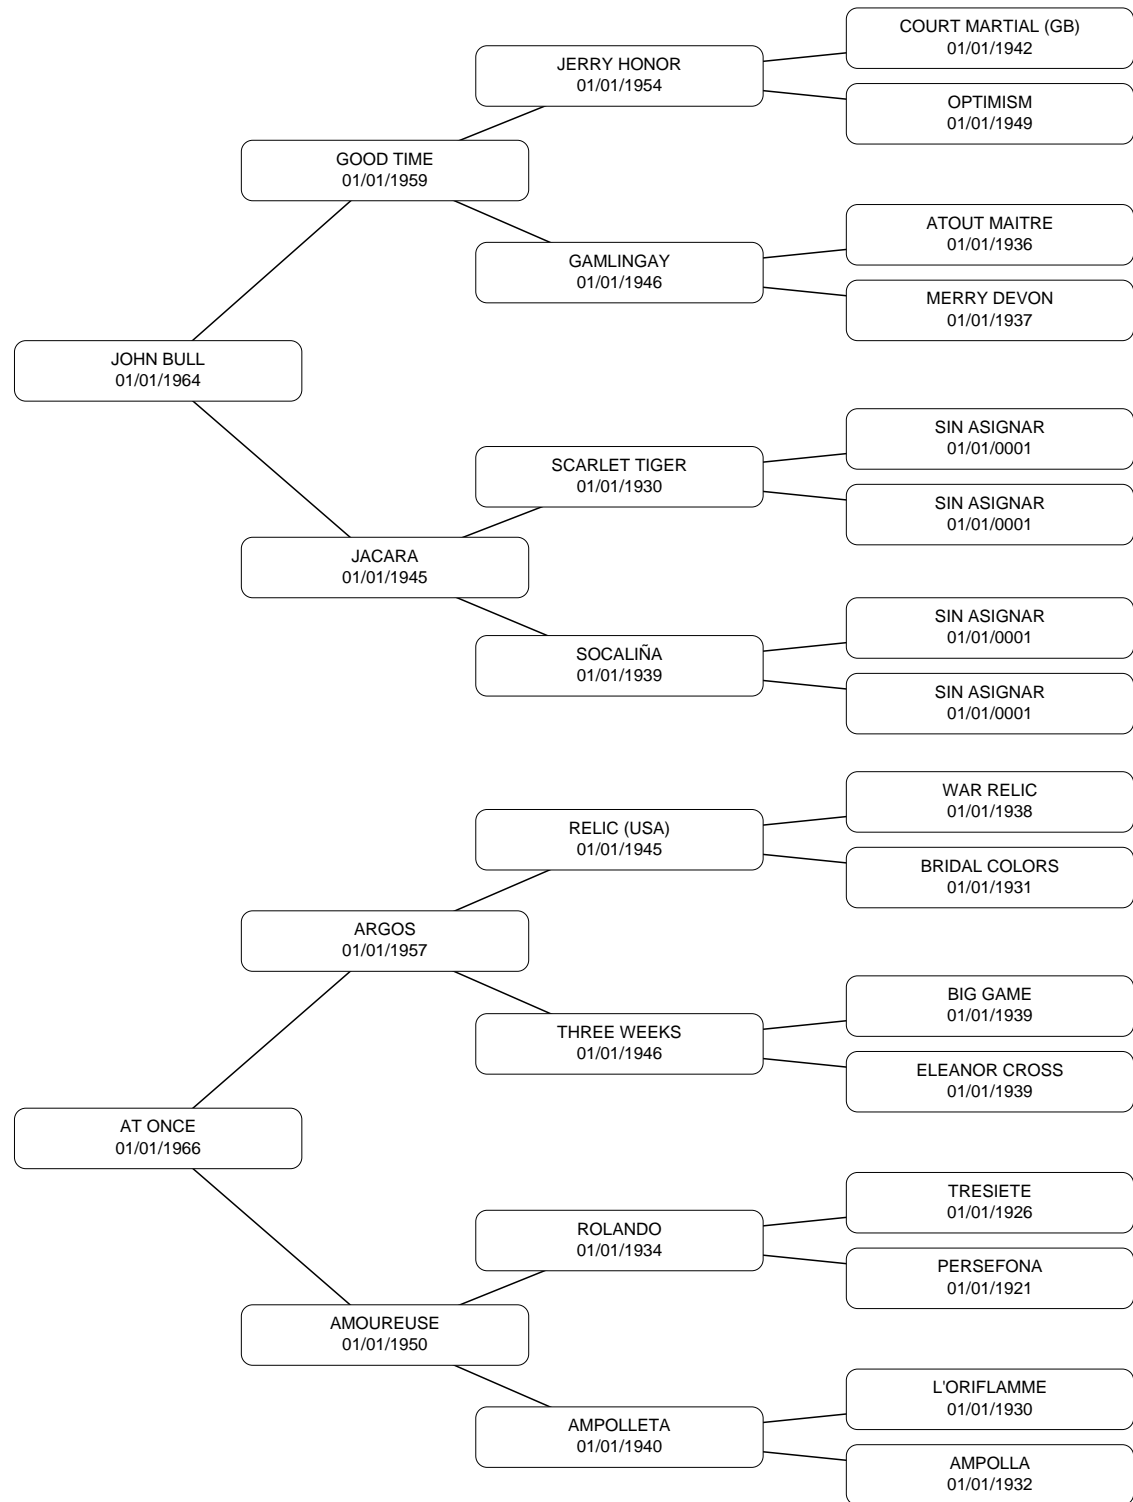 COURT MARTIAL (GB)
01/01/1942
JERRY HONOR
01/01/1954
OPTIMISM
01/01/1949
GOOD TIME
01/01/1959
ATOUT MAITRE
01/01/1936
GAMLINGAY
01/01/1946
MERRY DEVON
01/01/1937
JOHN BULL
01/01/1964
SIN ASIGNAR
01/01/0001
SCARLET TIGER
01/01/1930
SIN ASIGNAR
01/01/0001
JACARA
01/01/1945
SIN ASIGNAR
01/01/0001
SOCALIÑA
01/01/1939
SIN ASIGNAR
01/01/0001
WAR RELIC
01/01/1938
RELIC (USA)
01/01/1945
BRIDAL COLORS
01/01/1931
ARGOS
01/01/1957
BIG GAME
01/01/1939
THREE WEEKS
01/01/1946
ELEANOR CROSS
01/01/1939
AT ONCE
01/01/1966
TRESIETE
01/01/1926
ROLANDO
01/01/1934
PERSEFONA
01/01/1921
AMOUREUSE
01/01/1950
L'ORIFLAMME
01/01/1930
AMPOLLETA
01/01/1940
AMPOLLA
01/01/1932